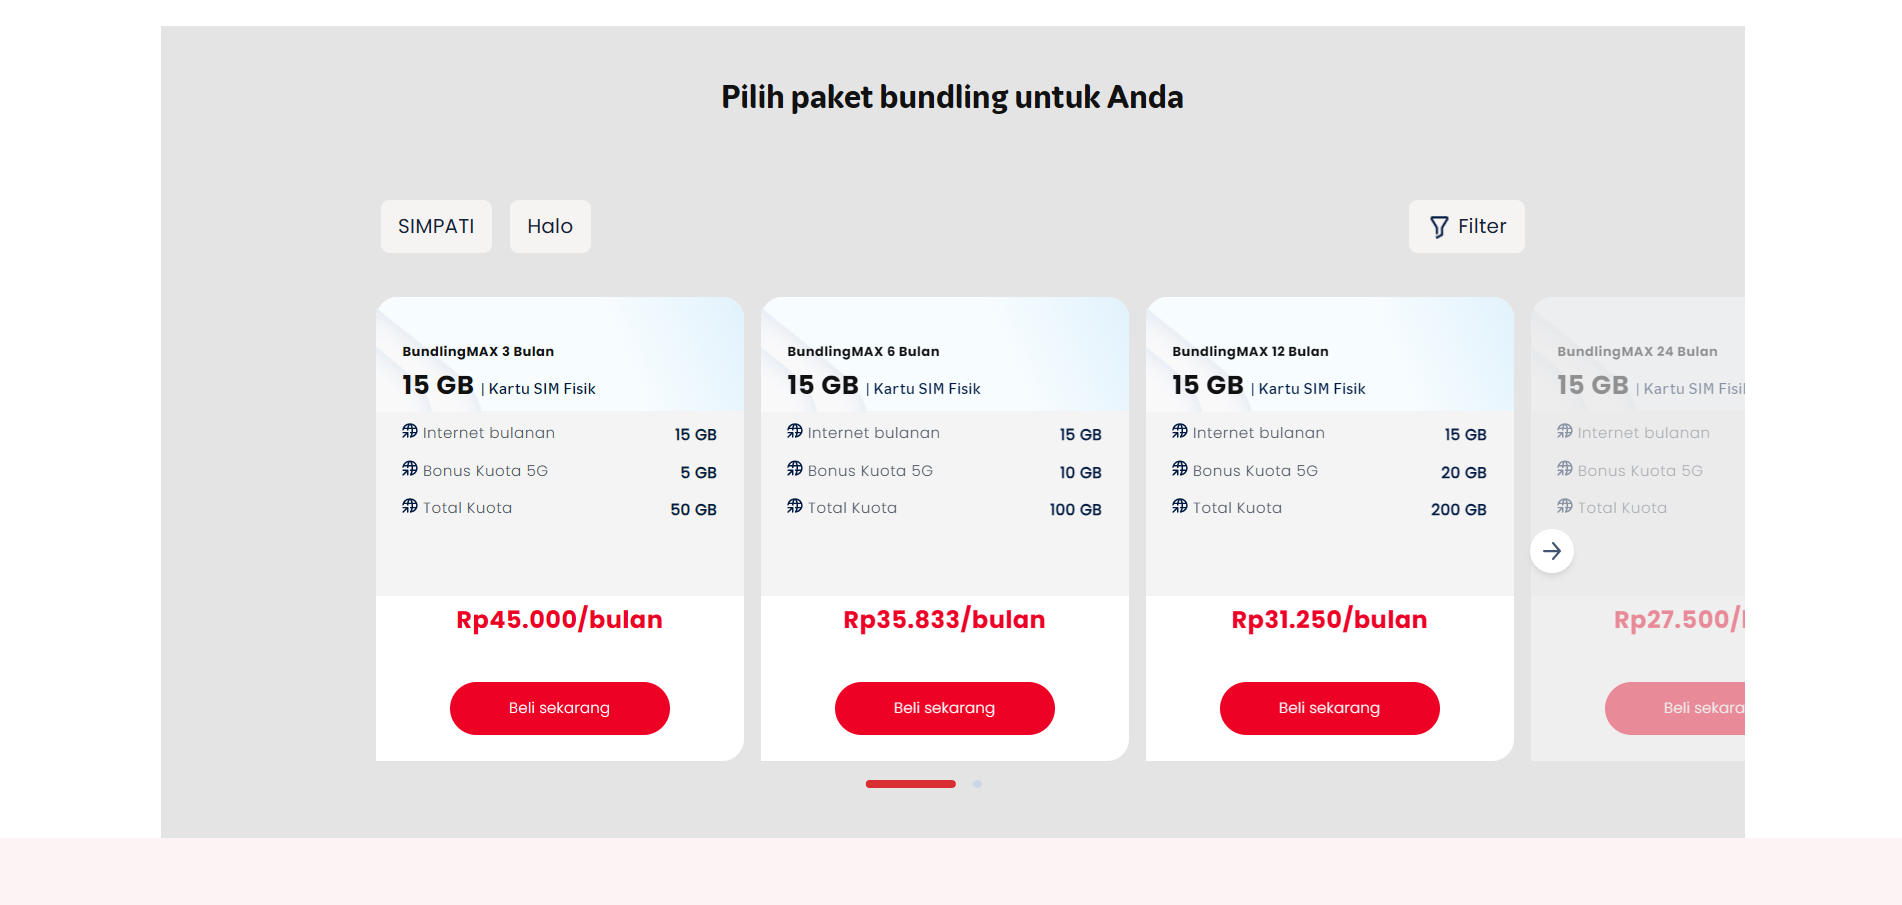 Pilih paket bundling untuk Anda
SIMPATI
Halo
Filter
BundlingMAX 3 Bulan
15 GB | Kartu SIM Fisik
Internet bulanan 15 GB
Bonus Kuota 5G 5 GB
Total Kuota 50 GB
Rp45.000/bulan
Beli sekarang
BundlingMAX 6 Bulan
15 GB | Kartu SIM Fisik
Internet bulanan 15 GB
Bonus Kuota 5G 10 GB
Total Kuota 100 GB
Rp35.833/bulan
Beli sekarang
BundlingMAX 12 Bulan
15 GB | Kartu SIM Fisik
Internet bulanan 15 GB
Bonus Kuota 5G 20 GB
Total Kuota 200 GB
Rp31.250/bulan
Beli sekarang
BundlingMAX 24 Bulan
15 GB | Kartu SIM
Internet bulanan
Bonus Kuota 5G
Total Kuota
Rp27.500/
Beli